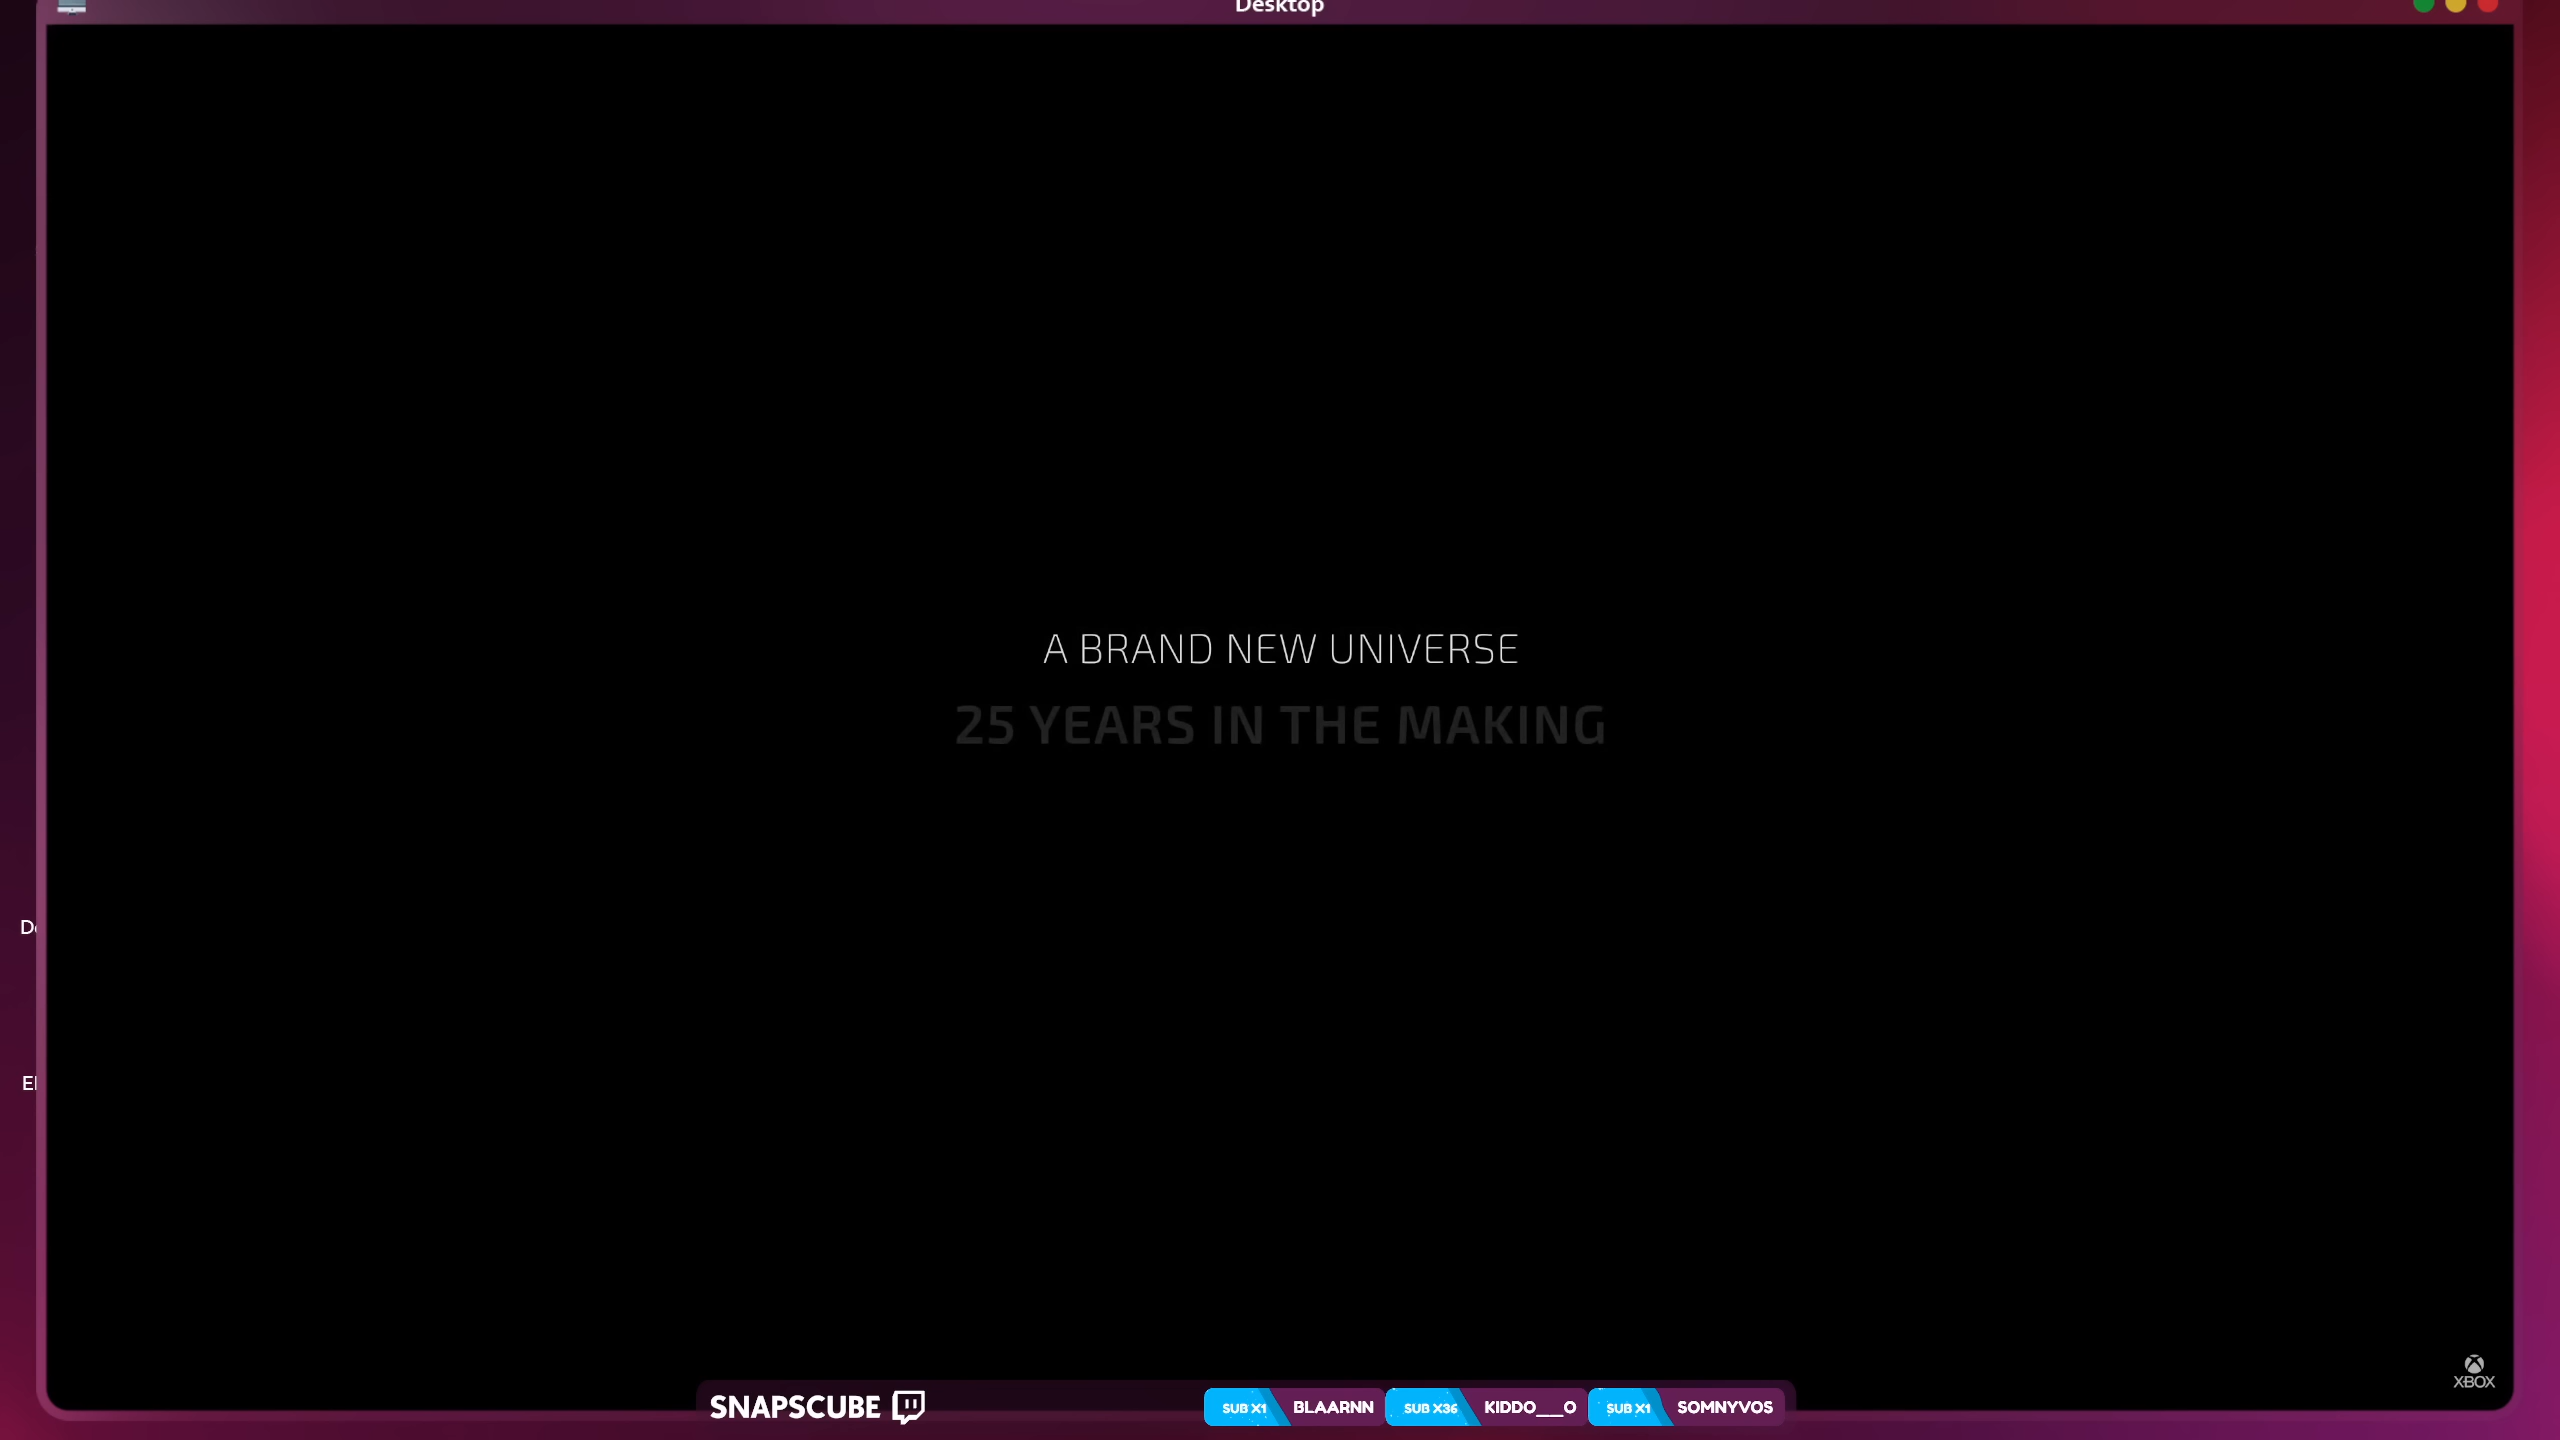 Desktop
A BRAND NEW UNIVERSE
25 YEARS IN THE MAKING
XBOX
SNAPSCUBE
SUB X1 BLAARNN SUB X36 KIDDO__O SUB X1 SOMNYVOS